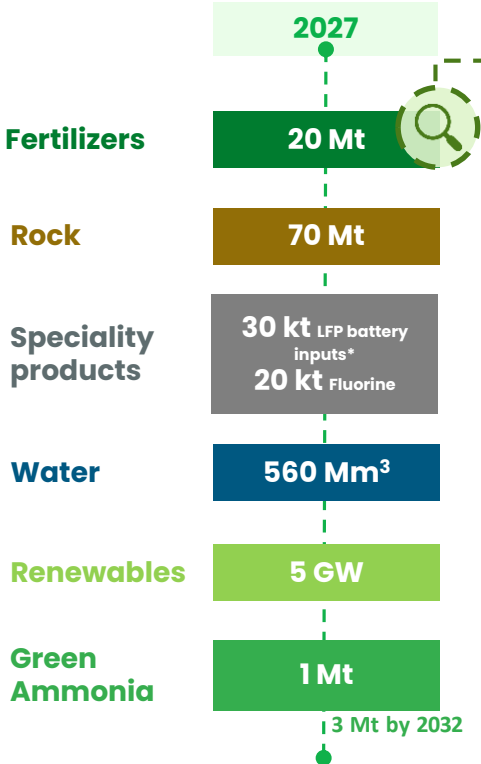 2027
Fertilizers
20 Mt
Rock
70 Mt
Speciality
products
30 kt LFP battery
inputs*
20 kt Fluorine
Water
560 Mm³
Renewables
5 GW
Green
Ammonia
1 Mt
3 Mt by 2032